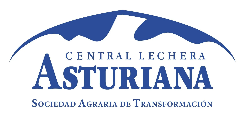 CENTRAL LECHERA
ASTURIANA
SOCIEDAD AGRARIA DE TRANSFORMACIÓN